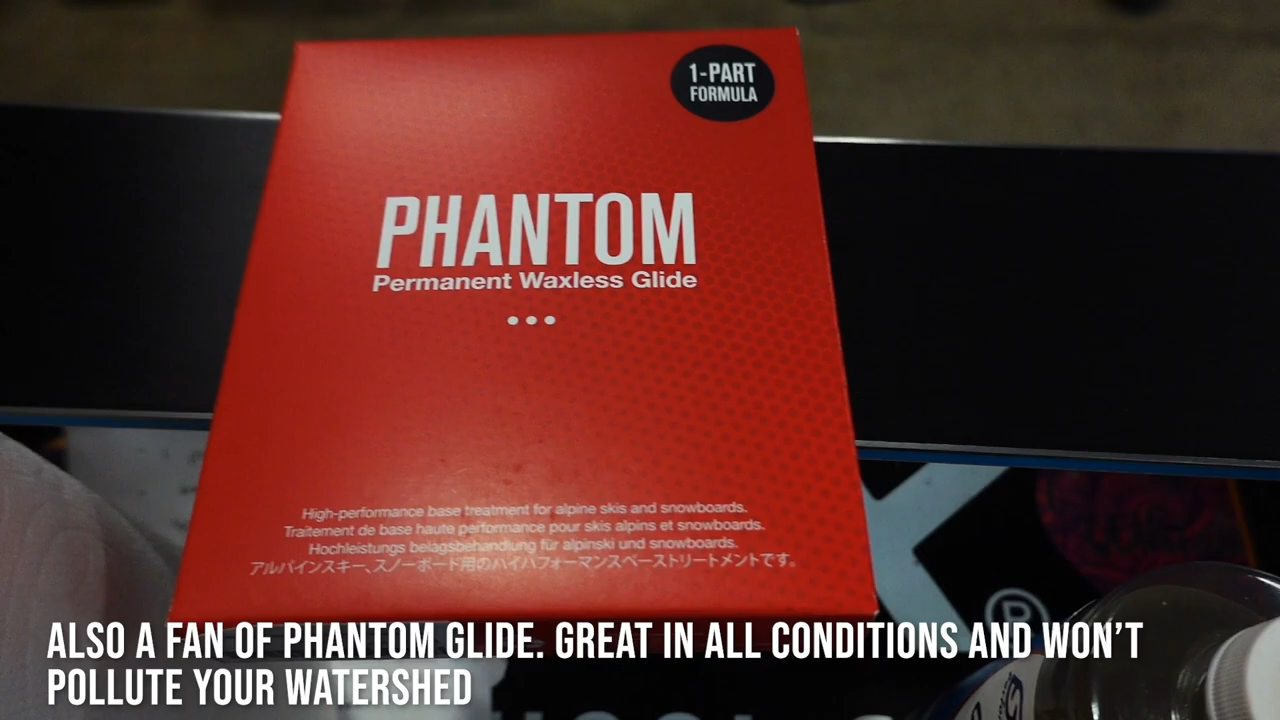 1-PART
FORMULA
PHANTOM
Permanent Waxless Glide
High-performance base treatment for alpine skis and snowboards.
Traitement de base haute performance pour skis alpins et snowboards.
Hochleistungs belagsbehandlung für alpinski und snowboards.
アルパインスキー、スノーボード用のハイパフォーマンスベーストリートメントです。
®
ALSO A FAN OF PHANTOM GLIDE. GREAT IN ALL CONDITIONS AND WON'T
POLLUTE YOUR WATERSHED